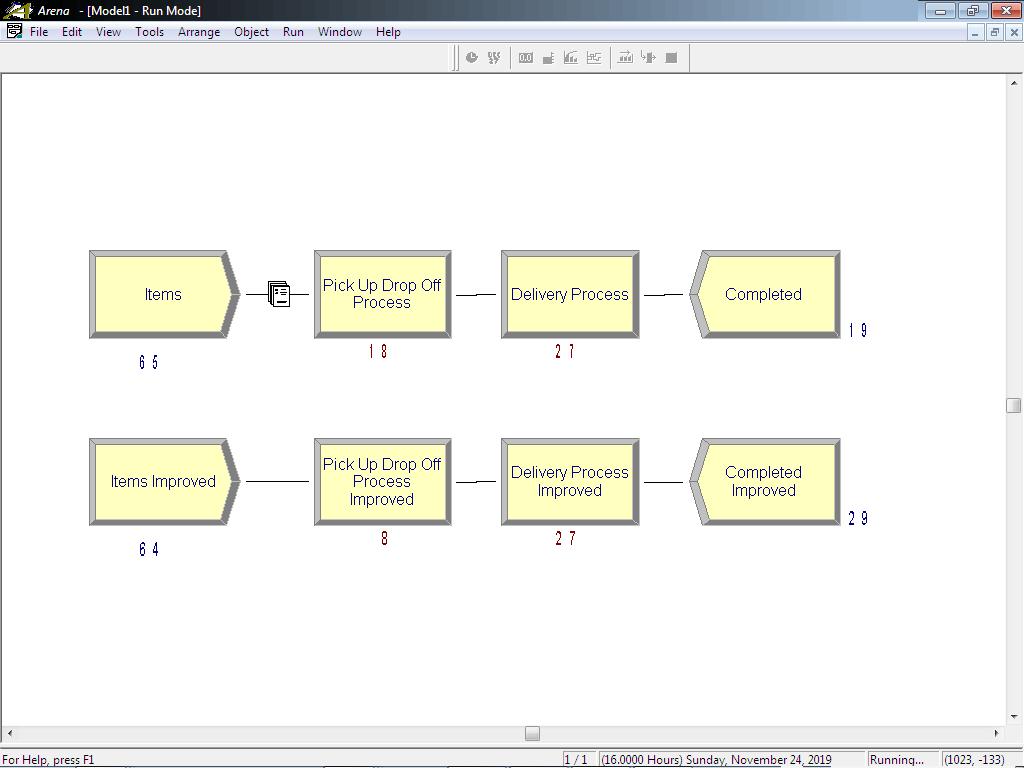 Arena - [Model1 - Run Mode]
File Edit View Tools Arrange Object Run Window Help
Items
Pick Up Drop Off
Process
Delivery Process
Completed
65
18
27
19
Items Improved
Pick Up Drop Off
Process
Improved
Delivery Process
Improved
Completed
Improved
64
8
27
29
For Help, press F1
1 / 1
(16.0000 Hours) Sunday, November 24, 2019
Running...
(1023, -133)